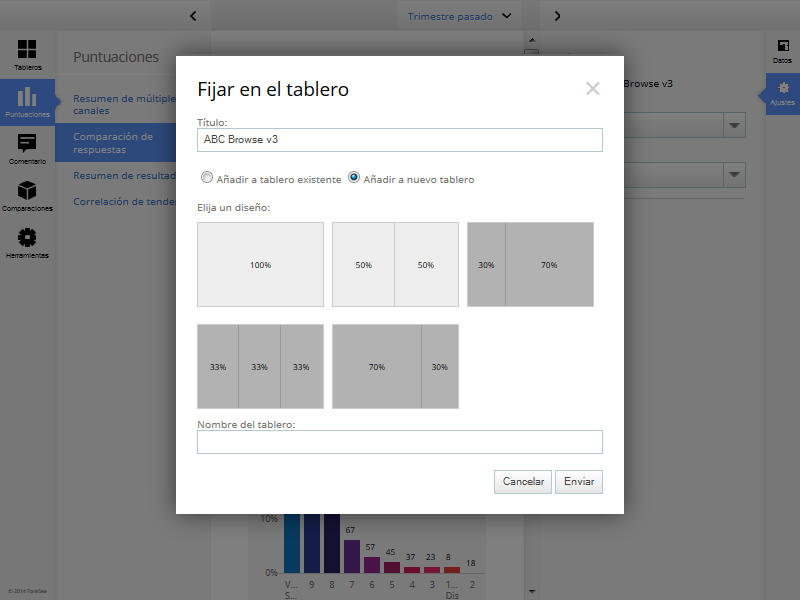 Trimestre pasado
Tableros
Puntuaciones
Comentario
Comparaciones
Herramientas
© 2014 ForeSee
Puntuaciones
Resumen de múltiple
canales
Comparación de
respuestas
Resumen de resultad
Correlación de tende
Fijar en el tablero
Título:
ABC Browse v3
Añadir a tablero existente
Añadir a nuevo tablero
Elija un diseño:
100%
50% 50%
30% 70%
33% 33% 33%
70% 30%
Nombre del tablero:
Cancelar
Enviar
Browse v3
Datos
Ajustes
10%
0%
67
57
45
37
23
8
18
V...
S...
9
8
7
6
5
4
3
1...
Dis
2